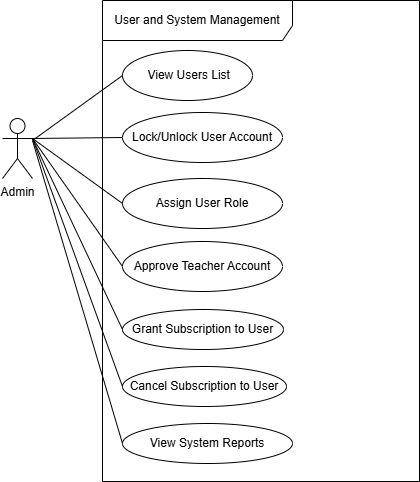 User and System Management
View Users List
Lock/Unlock User Account
Admin
Assign User Role
Approve Teacher Account
Grant Subscription to User
Cancel Subscription to User
View System Reports